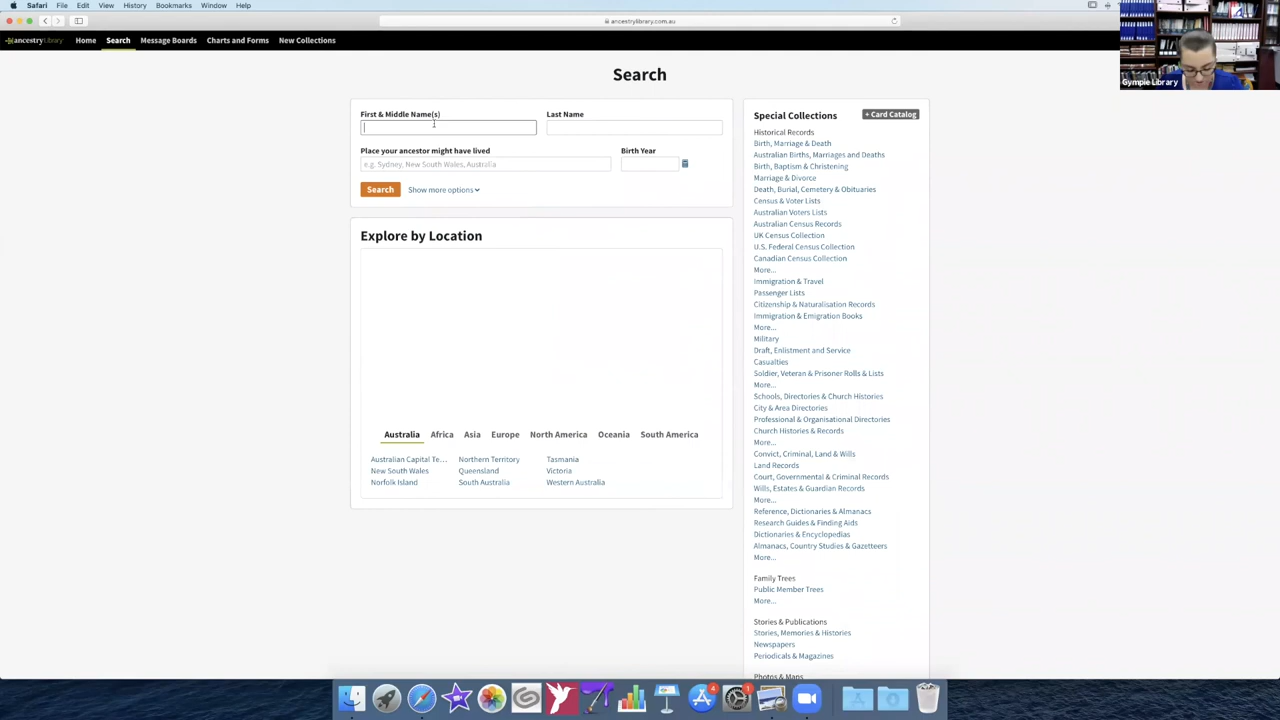 Safari File Edit View History Bookmarks Window Help
ancestrylibrary.com.au
ancestryLibrary Home Search Message Boards Charts and Forms New Collections
Gympie Library
Search
First & Middle Name(s) Last Name
Place your ancestor might have lived Birth Year
e.g. Sydney, New South Wales, Australia
Search Show more options
Explore by Location
Australia Africa Asia Europe North America Oceania South America
Australian Capital Te... Northern Territory Tasmania
New South Wales Queensland Victoria
Norfolk Island South Australia Western Australia
Special Collections + Card Catalog
Historical Records
Birth, Marriage & Death
Australian Births, Marriages and Deaths
Birth, Baptism & Christening
Marriage & Divorce
Death, Burial, Cemetery & Obituaries
Census & Voter Lists
Australian Voters Lists
Australian Census Records
UK Census Collection
U.S. Federal Census Collection
Canadian Census Collection
More...
Immigration & Travel
Passenger Lists
Citizenship & Naturalisation Records
Immigration & Emigration Books
More...
Military
Draft, Enlistment and Service
Casualties
Soldier, Veteran & Prisoner Rolls & Lists
More...
Schools, Directories & Church Histories
City & Area Directories
Professional & Organisational Directories
Church Histories & Records
More...
Convict, Criminal, Land & Wills
Land Records
Court, Governmental & Criminal Records
Wills, Estates & Guardian Records
More...
Reference, Dictionaries & Almanacs
Research Guides & Finding Aids
Dictionaries & Encyclopedias
Almanacs, Country Studies & Gazetteers
More...
Family Trees
Public Member Trees
More...
Stories & Publications
Stories, Memories & Histories
Newspapers
Periodicals & Magazines
Photos & Maps
4
1